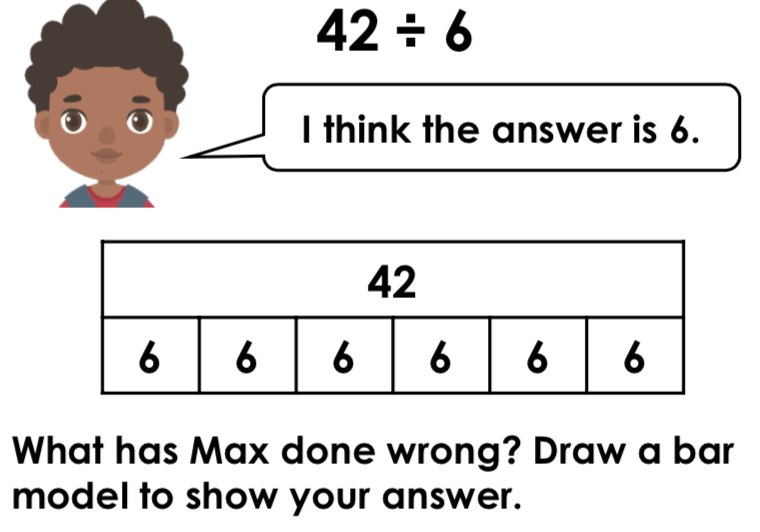 42 ÷ 6
I think the answer is 6.
42
6 6 6 6 6 6
What has Max done wrong? Draw a bar
model to show your answer.